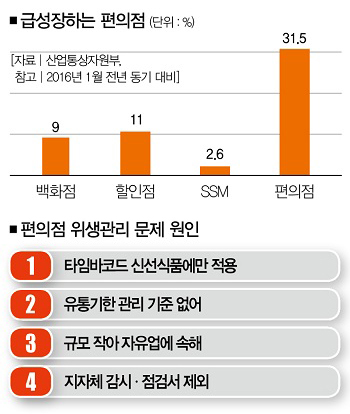 ■ 급성장하는 편의점 (단위 : %)
[자료 | 산업통상자원부,
참고 | 2016년 1월 전년 동기 대비]
31.5
9
11
2.6
백화점 할인점 SSM 편의점
■ 편의점 위생관리 문제 원인
1 타임바코드 신선식품에만 적용
2 유통기한 관리 기준 없어
3 규모 작아 자유업에 속해
4 지자체 감시 · 점검서 제외